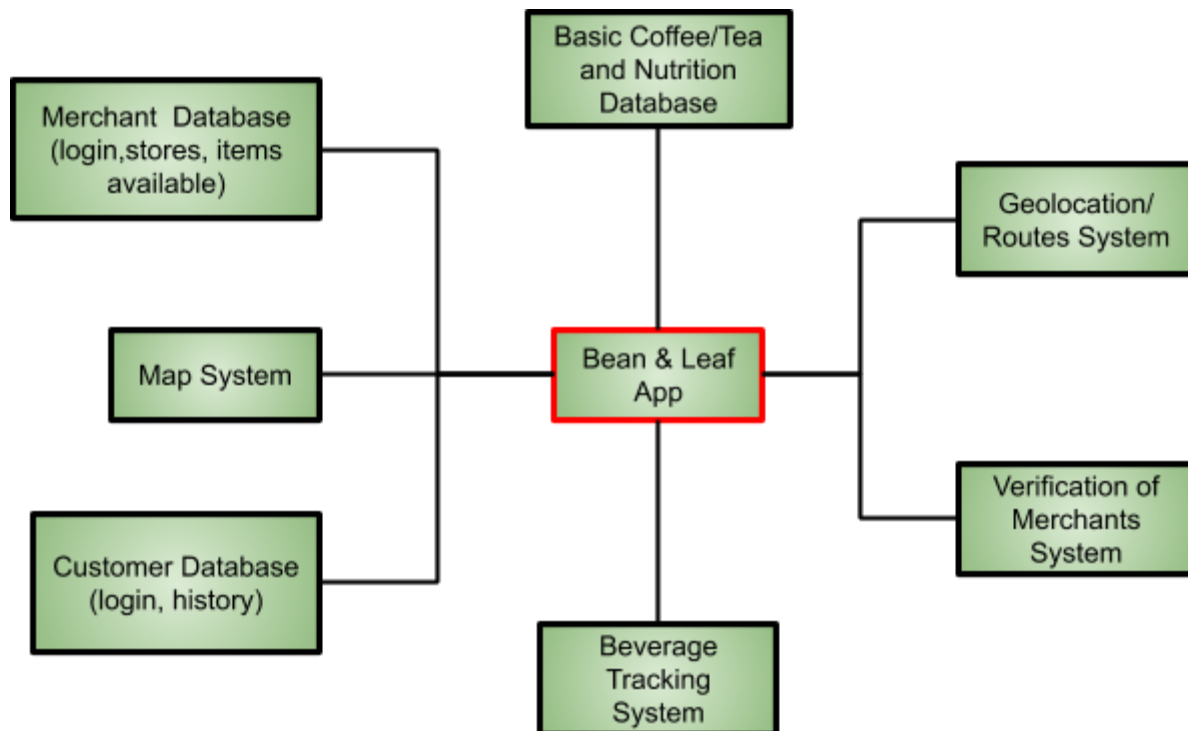 Basic Coffee/Tea
and Nutrition
Database
Merchant  Database
(login,stores, items
available)
Geolocation/
Routes System
Map System
Bean & Leaf
App
Customer Database
(login, history)
Verification of
Merchants
System
Beverage
Tracking
System